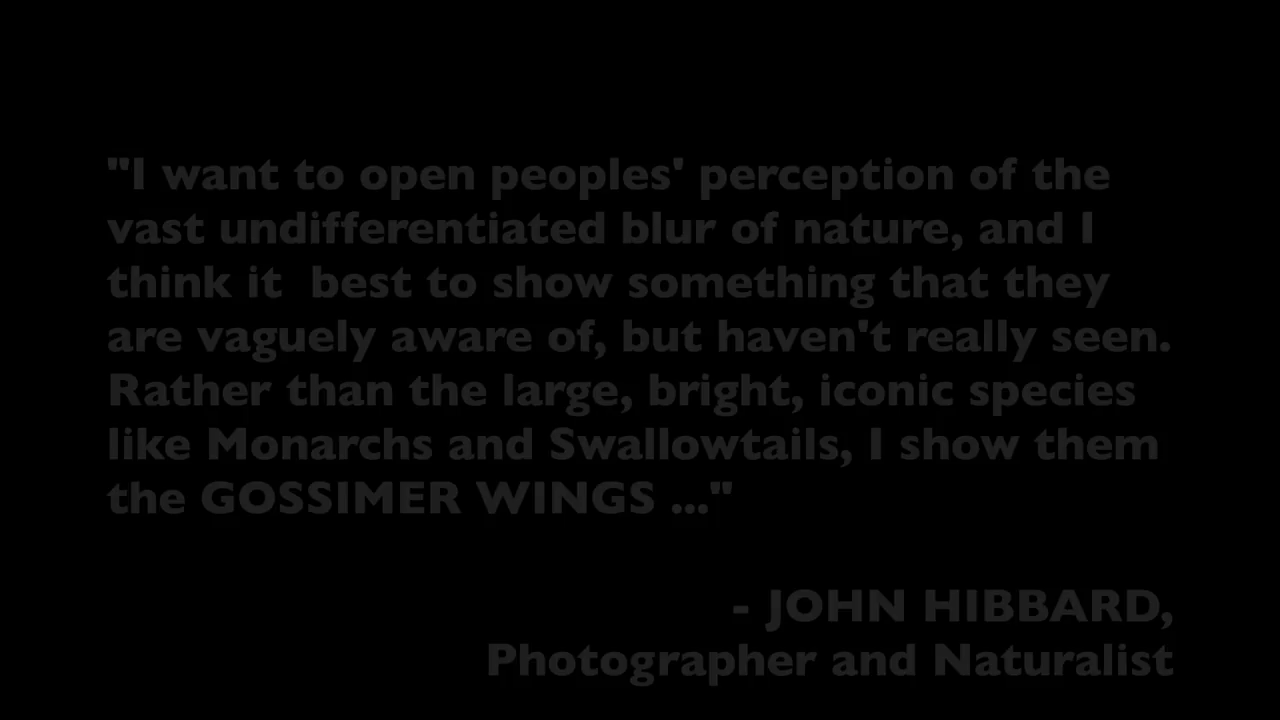 "I want to open peoples' perception of the
vast undifferentiated blur of nature, and I
think it  best to show something that they
are vaguely aware of, but haven't really seen.
Rather than the large, bright, iconic species
like Monarchs and Swallowtails, I show them
the GOSSIMER WINGS ..."
- JOHN HIBBARD,
Photographer and Naturalist